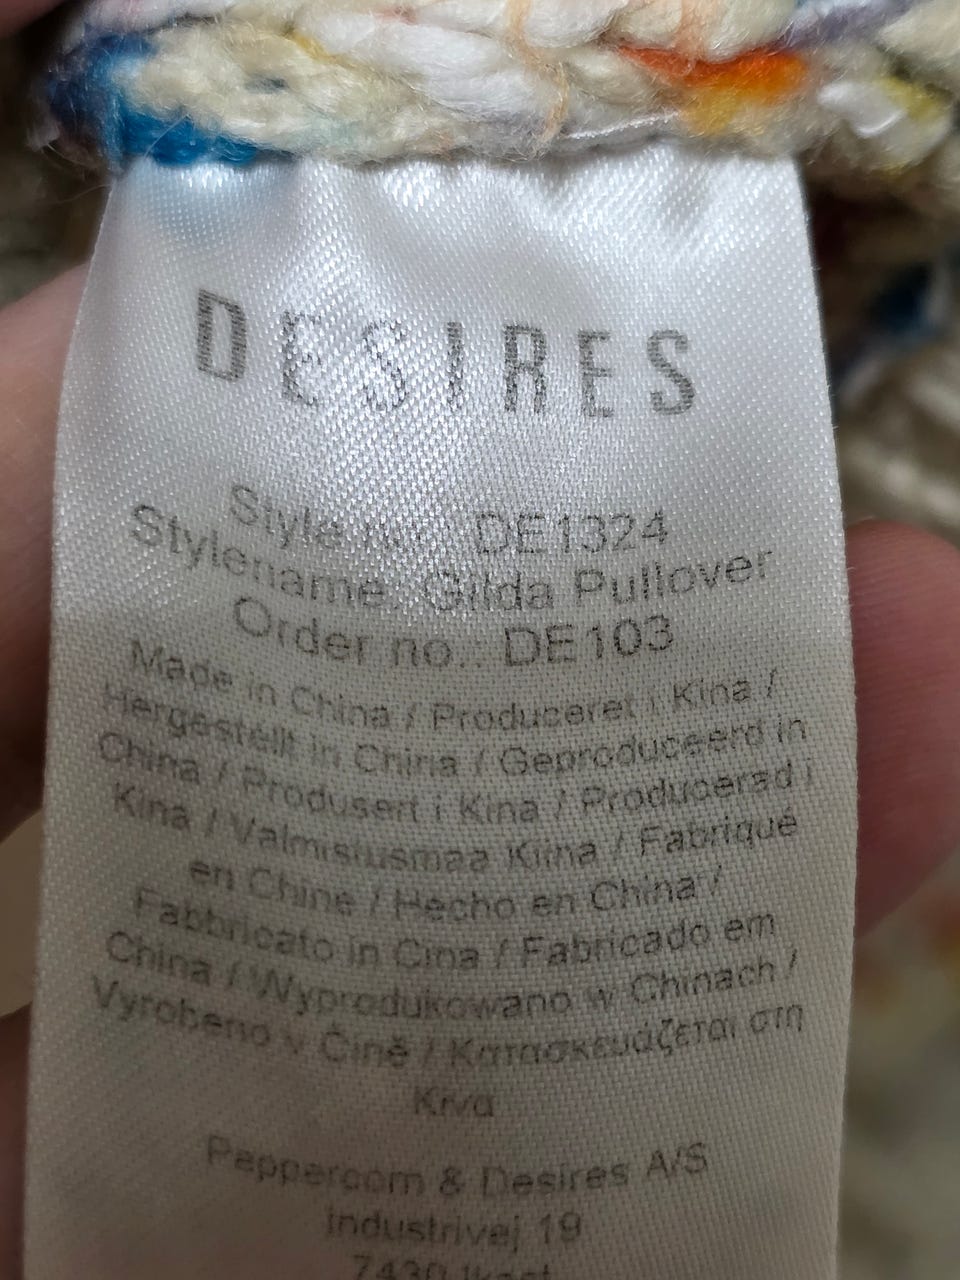 DESIRES
Style no.: DE1324
Stylename: Gilda Pullover
Order no.: DE103
Made in China / Produceret i Kina /
Hergestellt in China / Geproduceerd in
China / Produsert i Kina / Producerad i
Kina / Valmistusmaa Kiina / Fabriqué
en Chine / Hecho en China /
Fabbricato in Cina / Fabricado em
China / Wyprodukowano w Chinach /
Vyrobeno v Číně / Κατασκευάζεται στη
Κίνα
Peppercorn & Desires A/S
Industrivej 19
7430 Ikast